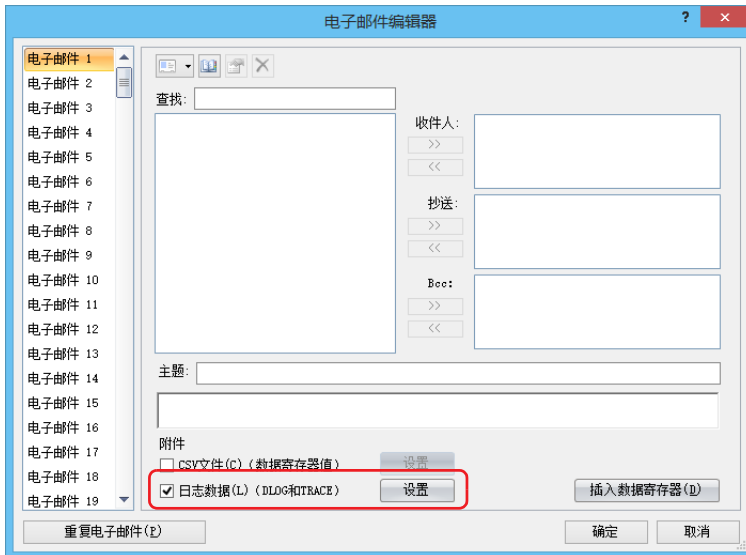 电子邮件编辑器
?
×
电子邮件 1
电子邮件 2
电子邮件 3
电子邮件 4
电子邮件 5
电子邮件 6
电子邮件 7
电子邮件 8
电子邮件 9
电子邮件 10
电子邮件 11
电子邮件 12
电子邮件 13
电子邮件 14
电子邮件 15
电子邮件 16
电子邮件 17
电子邮件 18
电子邮件 19
查找:
收件人:
>>
<<
抄送:
>>
<<
Bcc:
>>
<<
主题:
附件
CSV文件(C)(数据寄存器值) 设置
日志数据(L)(DLOG和TRACE) 设置
插入数据寄存器(D)
重复电子邮件(P)
确定
取消